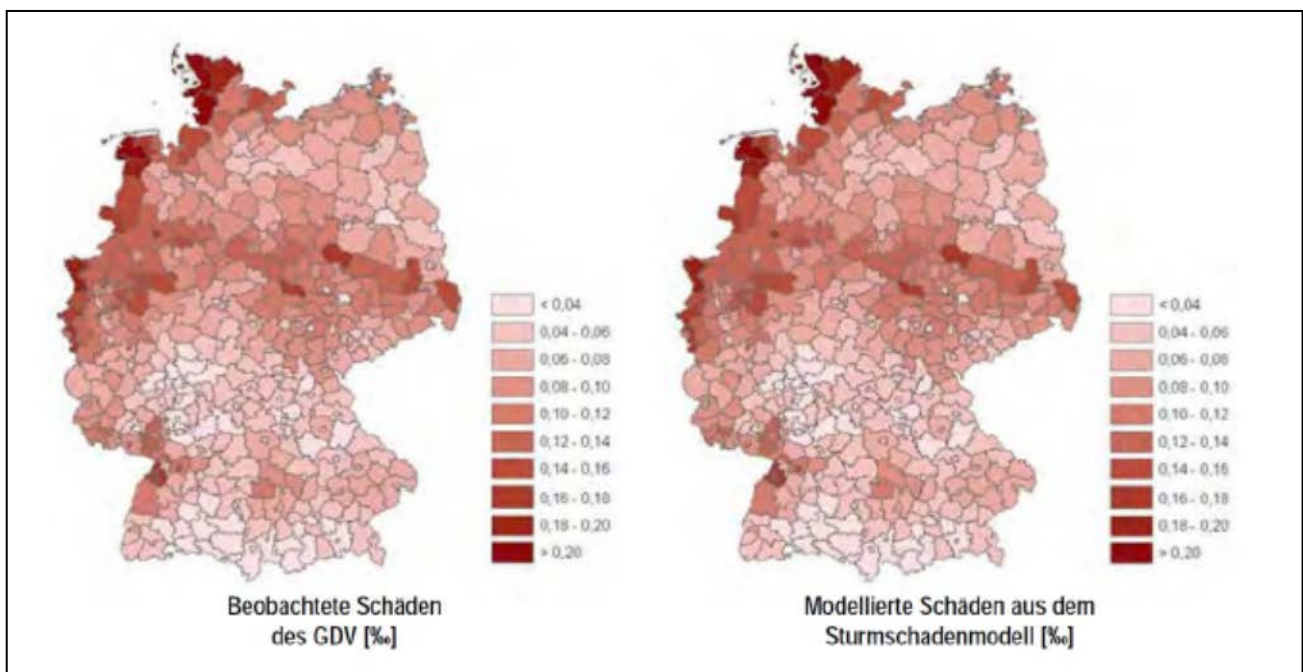 < 0,04
0,04 - 0,06
0,06 - 0,08
0,08 - 0,10
0,10 - 0,12
0,12 - 0,14
0,14 - 0,16
0,16 - 0,18
0,18 - 0,20
> 0,20
Beobachtete Schäden
des GDV [‰]
< 0,04
0,04 - 0,06
0,06 - 0,08
0,08 - 0,10
0,10 - 0,12
0,12 - 0,14
0,14 - 0,16
0,16 - 0,18
0,18 - 0,20
> 0,20
Modellierte Schäden aus dem
Sturmschadenmodell [‰]